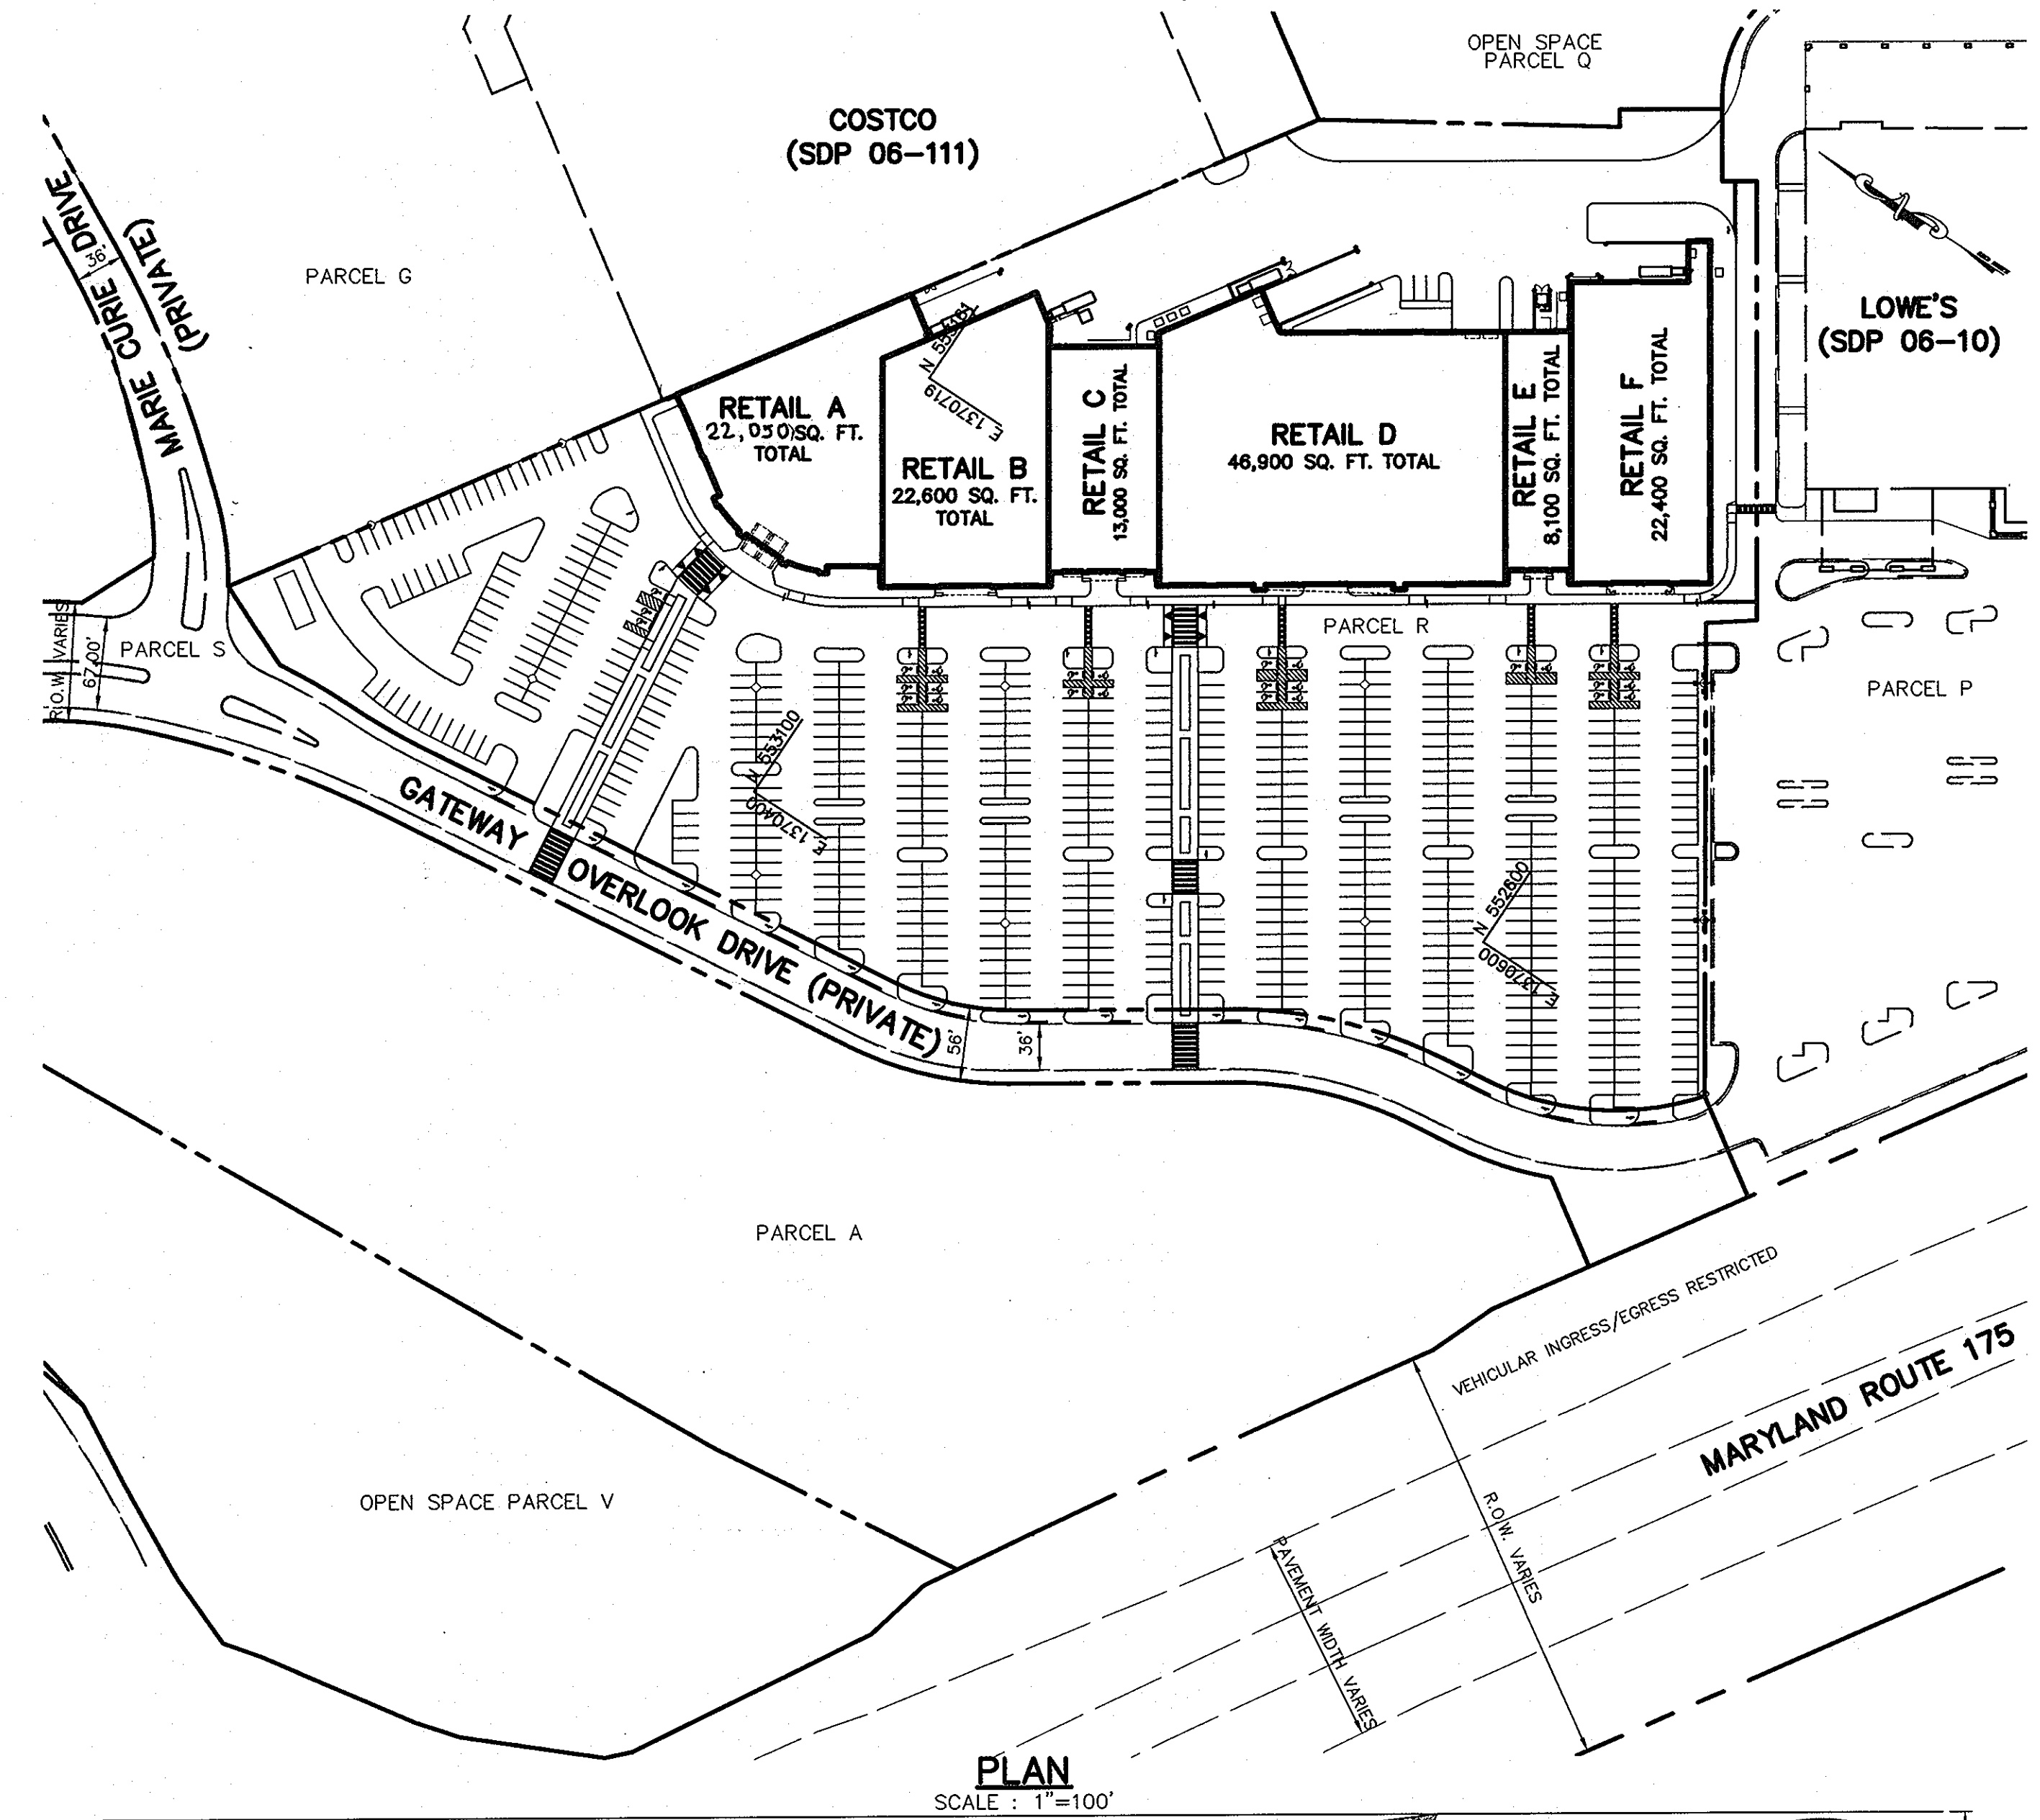 OPEN SPACE
PARCEL Q
COSTCO
(SDP 06-111)
MARIE CURIE DRIVE
(PRIVATE)
36'
PARCEL G
LOWE'S
(SDP 06-10)
RETAIL A
22,050 SQ. FT.
TOTAL
RETAIL B
22,600 SQ. FT.
TOTAL
E 1370719
RETAIL C
13,000 SQ. FT. TOTAL
RETAIL D
46,900 SQ. FT. TOTAL
RETAIL E
8,100 SQ. FT. TOTAL
RETAIL F
22,400 SQ. FT. TOTAL
PARCEL R
PARCEL S
R.O.W. VARIES
67.00'
PARCEL P
N 553100
E 1370400
N 552600
E 1370600
GATEWAY OVERLOOK DRIVE (PRIVATE)
56'
36'
PARCEL A
VEHICULAR INGRESS/EGRESS RESTRICTED
MARYLAND ROUTE 175
R.O.W. VARIES
PAVEMENT WIDTH VARIES
OPEN SPACE PARCEL V
PLAN
SCALE : 1"=100'